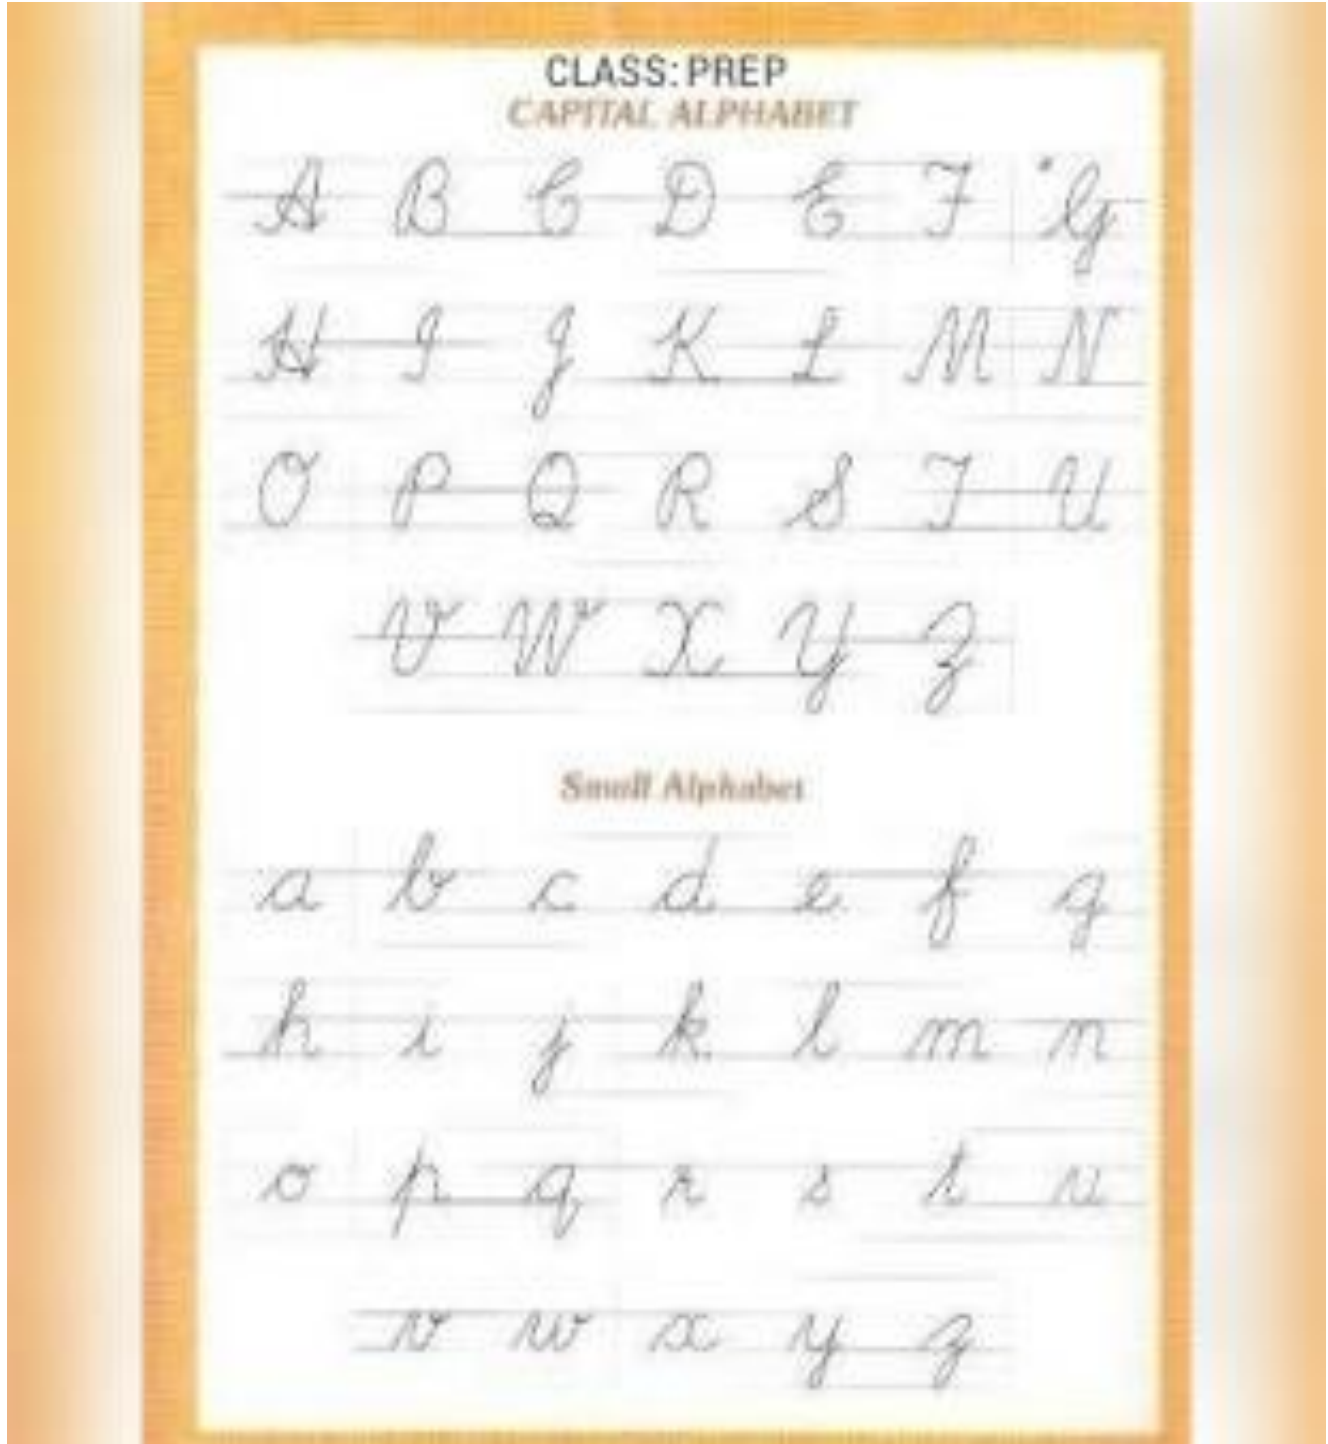 CLASS: PREP
CAPITAL ALPHABET
A B C D E F G
H I J K L M N
O P Q R S T U
V W X Y Z
Small Alphabet
a b c d e f g
h i j k l m n
o p q r s t u
v w x y z